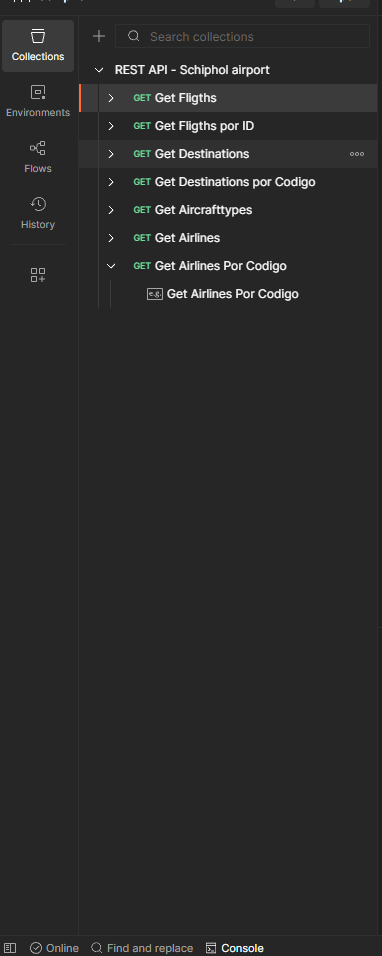 Collections
Environments
Flows
History
Search collections
REST API - Schiphol airport
GET Get Fligths
GET Get Fligths por ID
GET Get Destinations
GET Get Destinations por Codigo
GET Get Aircrafttypes
GET Get Airlines
GET Get Airlines Por Codigo
e.g. Get Airlines Por Codigo
Online
Find and replace
Console